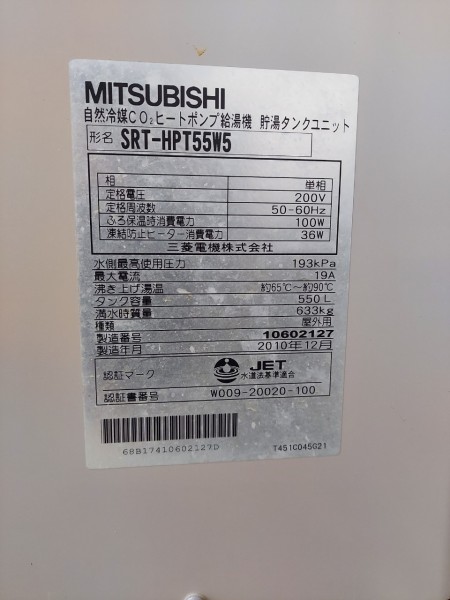 MITSUBISHI
自然冷媒CO₂ヒートポンプ給湯機 貯湯タンクユニット
形名 SRT-HPT55W5
相 単相
定格電圧 200V
定格周波数 50-60Hz
ふろ保温時消費電力 100W
凍結防止ヒーター消費電力 36W
三菱電機株式会社
水側最高使用圧力 193kPa
最大電流 19A
沸き上げ湯温 約65℃~約90℃
タンク容量 550L
満水時質量 633kg
種類 屋外用
製造番号 10602127
製造年月 2010年12月
認証マーク JET
水道法基準適合
認証書番号 W009-20020-100
68B17410602127D
T451C045G21